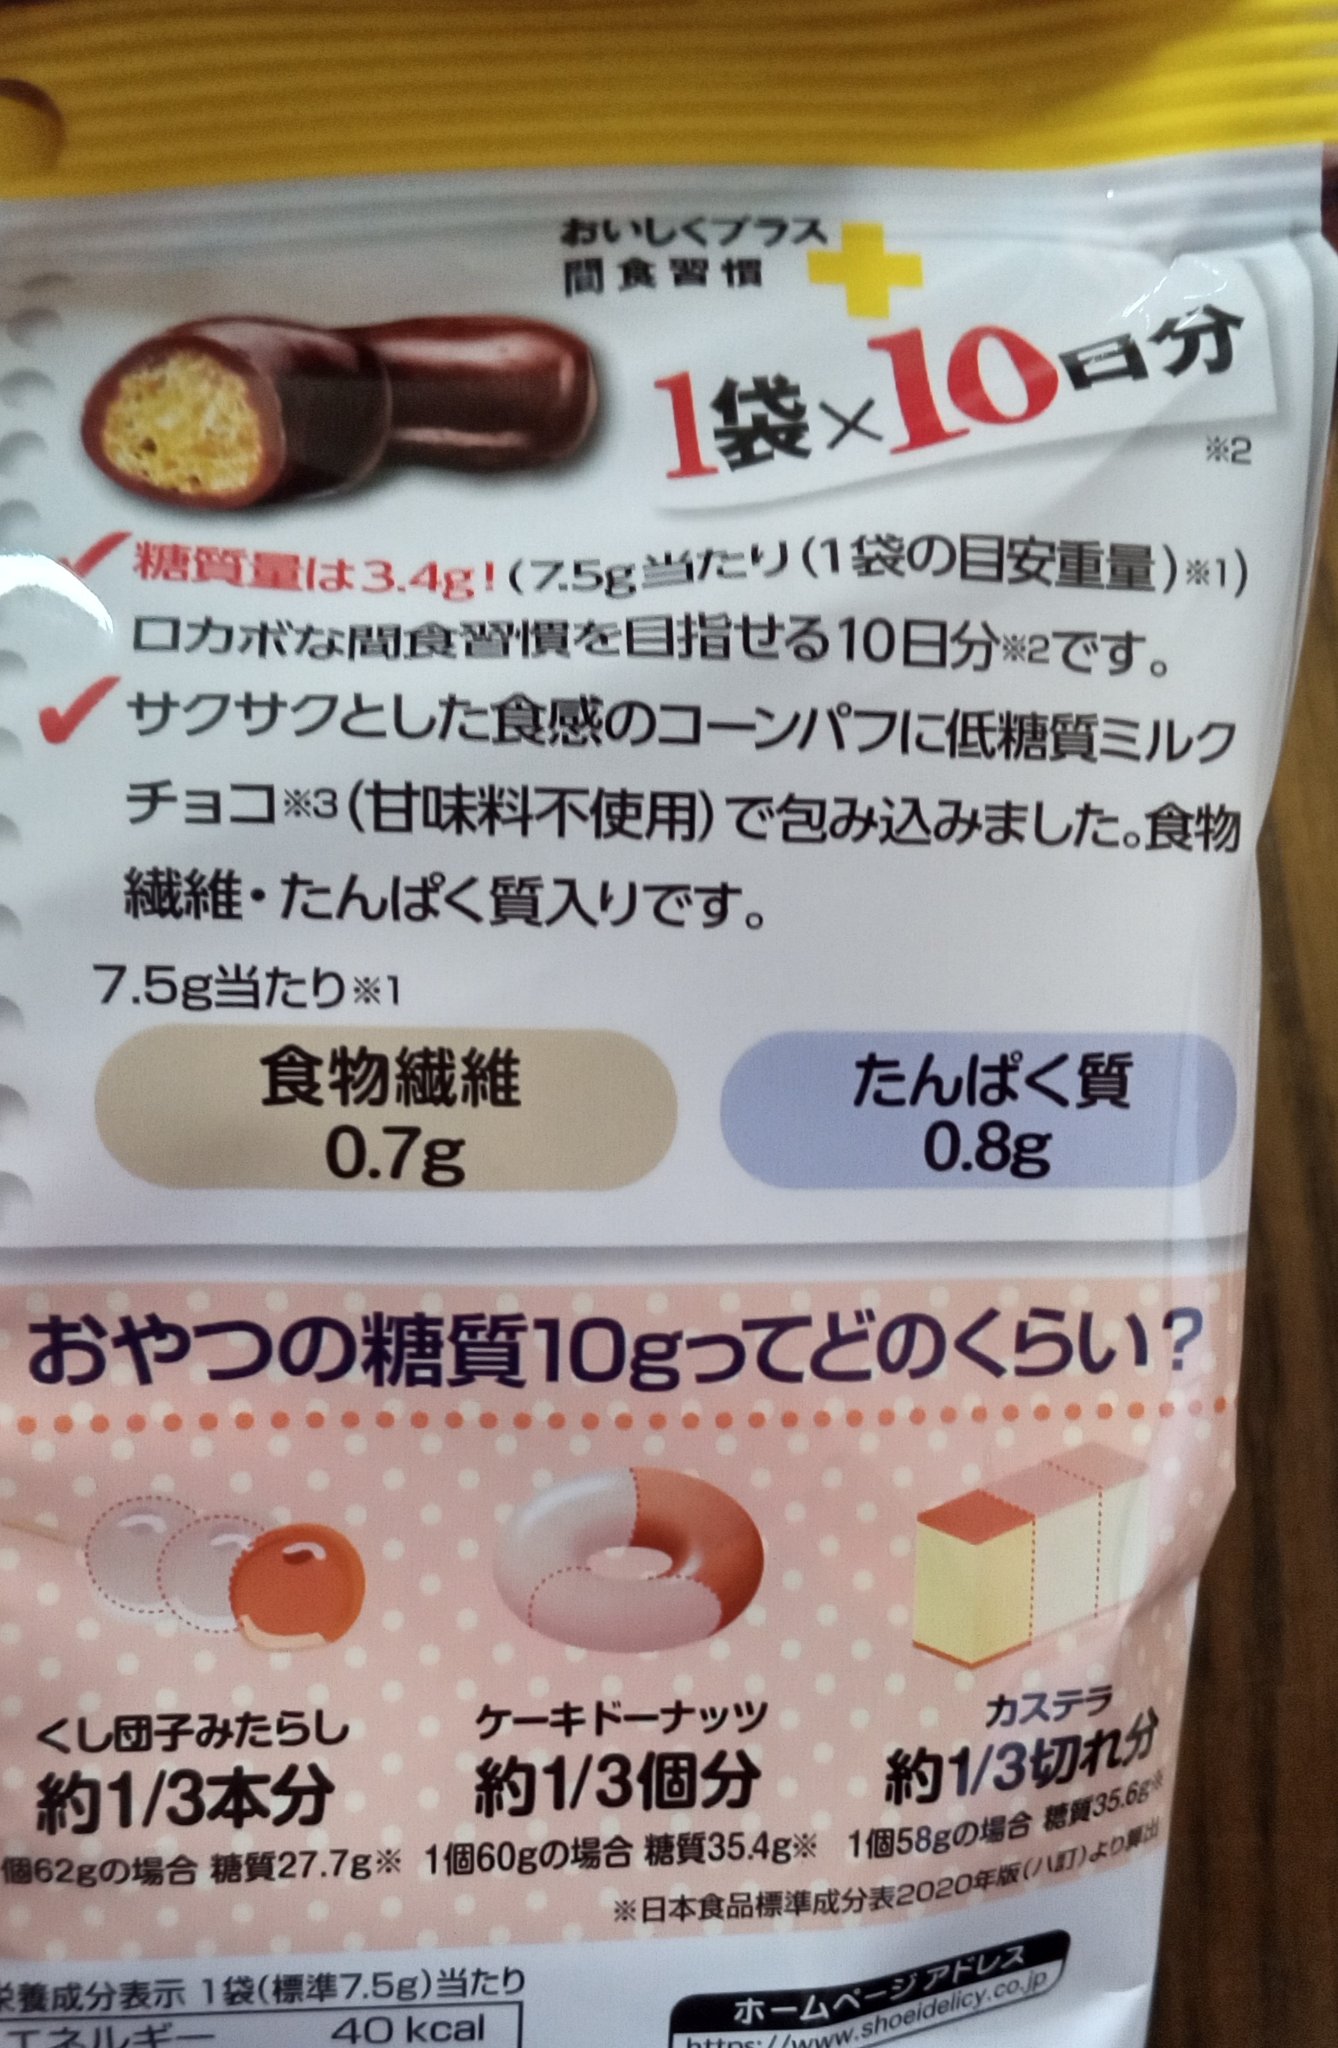 おいしくプラス
間食習慣
1袋×10日分
※2
糖質量は3.4g!(7.5g当たり(1袋の目安重量)※1)
ロカボな間食習慣を目指せる10日分※2です。
サクサクとした食感のコーンパフに低糖質ミルク
チョコ※3(甘味料不使用)で包み込みました。食物
繊維・たんぱく質入りです。
7.5g当たり※1
食物繊維
0.7g
たんぱく質
0.8g
おやつの糖質10gってどのくらい?
くし団子みたらし
約1/3本分
個62gの場合 糖質27.7g※
ケーキドーナッツ
約1/3個分
1個60gの場合 糖質35.4g※
カステラ
約1/3切れ分
1個58gの場合 糖質35.6g※
※日本食品標準成分表2020年版(八訂)より算出
栄養成分表示 1袋(標準7.5g)当たり
エネルギー 40 kcal
ホームページアドレス
https://www.shoeidelicy.co.jp